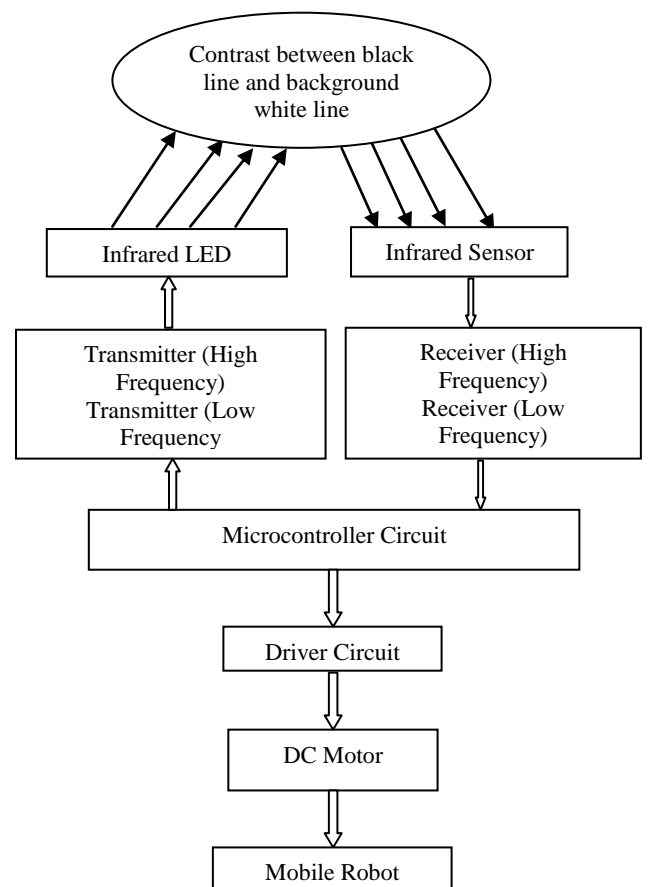 Contrast between black
line and background
white line
Infrared LED
Infrared Sensor
Transmitter (High
Frequency)
Transmitter (Low
Frequency
Receiver (High
Frequency)
Receiver (Low
Frequency)
Microcontroller Circuit
Driver Circuit
DC Motor
Mobile Robot